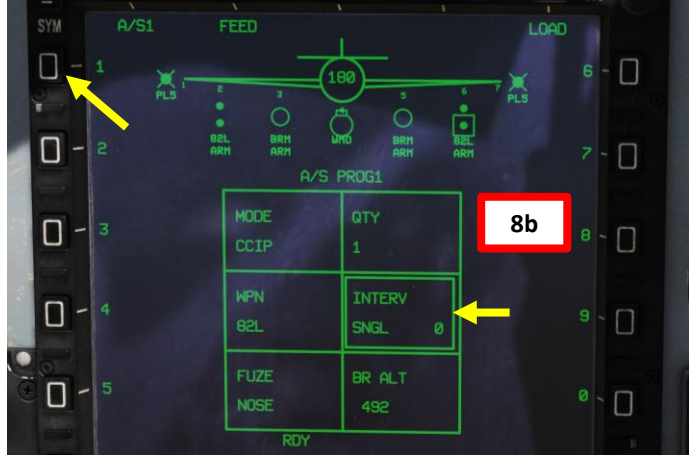 SYM
A/S1 FEED LOAD
1 180 6
PL5 1 2 3 5 6 7 PL5
82L BRM WMD BRM 82L
ARM ARM ARM ARM
2 7
A/S PROG1
MODE QTY
CCIP 1
8b
3 8
WPN INTERV
82L SNGL 0
4 9
FUZE BR ALT
NOSE 492
5 0
RDY